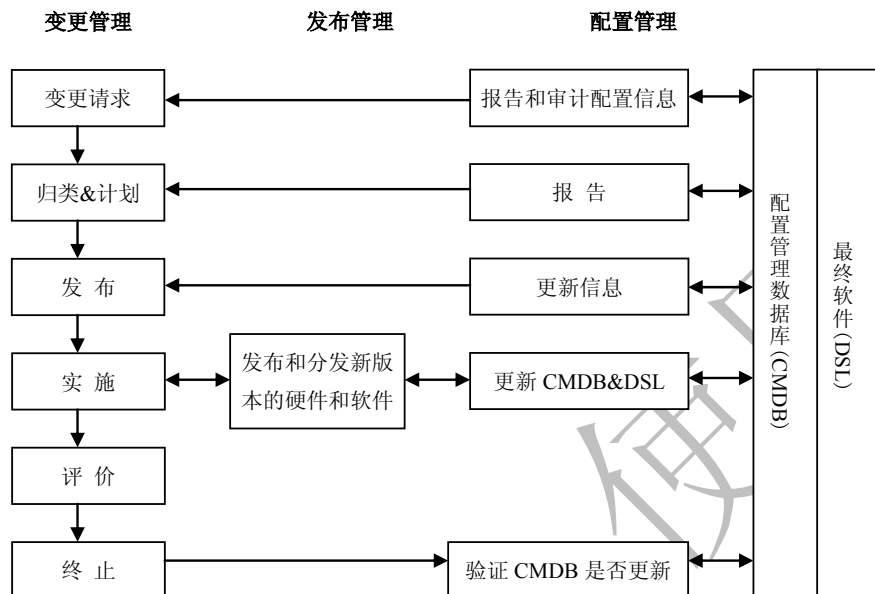 变更管理 发布管理 配置管理
变更请求 报告和审计配置信息
归类&计划 报 告
发 布 更新信息
实 施 发布和分发新版 更新 CMDB&DSL
本的硬件和软件
评 价
终 止 验证 CMDB 是否更新
配置管理数据库(CMDB)
最终软件(DSL)
使